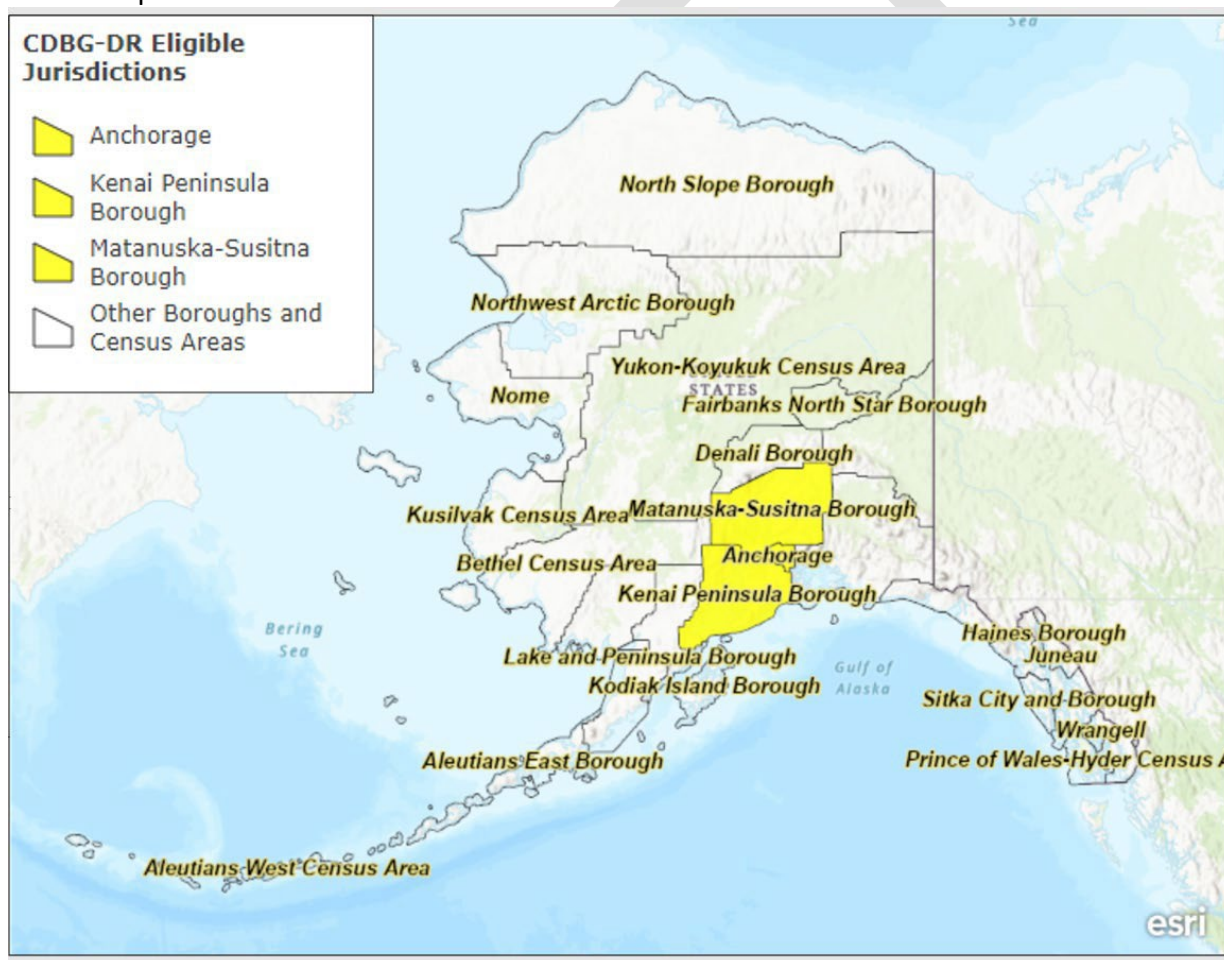 CDBG-DR Eligible
Jurisdictions
Anchorage
Kenai Peninsula
Borough
Matanuska-Susitna
Borough
Other Boroughs and
Census Areas
Sea
North Slope Borough
Northwest Arctic Borough
Yukon-Koyukuk Census Area
STATES
Nome
Fairbanks North Star Borough
Denali Borough
Kusilvak Census Area
Matanuska-Susitna Borough
Anchorage
Bethel Census Area
Kenai Peninsula Borough
Bering
Sea
Haines Borough
Juneau
Lake and Peninsula Borough
Gulf of
Alaska
Kodiak Island Borough
Sitka City and Borough
Wrangell
Aleutians East Borough
Prince of Wales-Hyder Census A
Aleutians West Census Area
esri